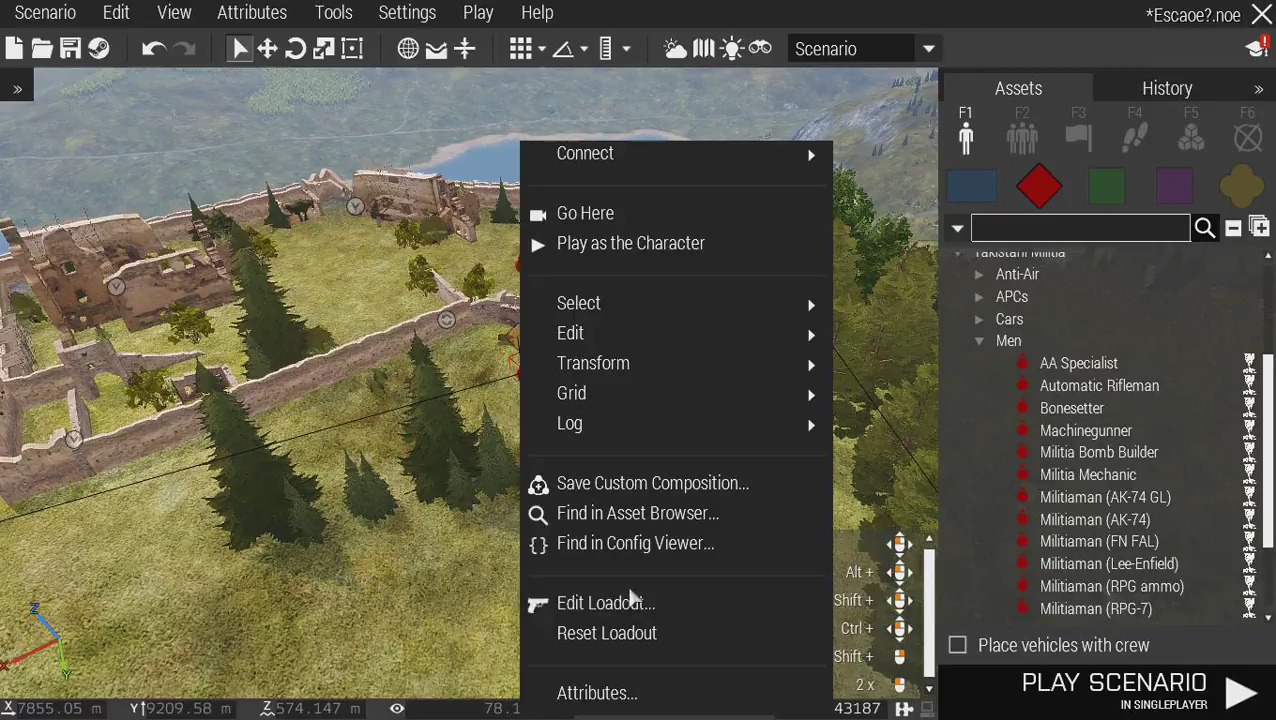 Scenario Edit View Attributes Tools Settings Play Help *Escaoe?.noe
Scenario
Assets History
F1 F2 F3 F4 F5 F6
Anti-Air
APCs
Cars
Men
AA Specialist
Automatic Rifleman
Bonesetter
Machinegunner
Militia Bomb Builder
Militia Mechanic
Militiaman (AK-74 GL)
Militiaman (AK-74)
Militiaman (FN FAL)
Militiaman (Lee-Enfield)
Militiaman (RPG ammo)
Militiaman (RPG-7)
Place vehicles with crew
PLAY SCENARIO
IN SINGLEPLAYER
Connect
Go Here
Play as the Character
Select
Edit
Transform
Grid
Log
Save Custom Composition...
Find in Asset Browser...
Find in Config Viewer...
Edit Loadout...
Reset Loadout
Attributes...
Alt +
Shift +
Ctrl +
Shift +
2 x
Z
X
Y
X 7855.05 Y 9209.58 Z 574.147 78.1 43187